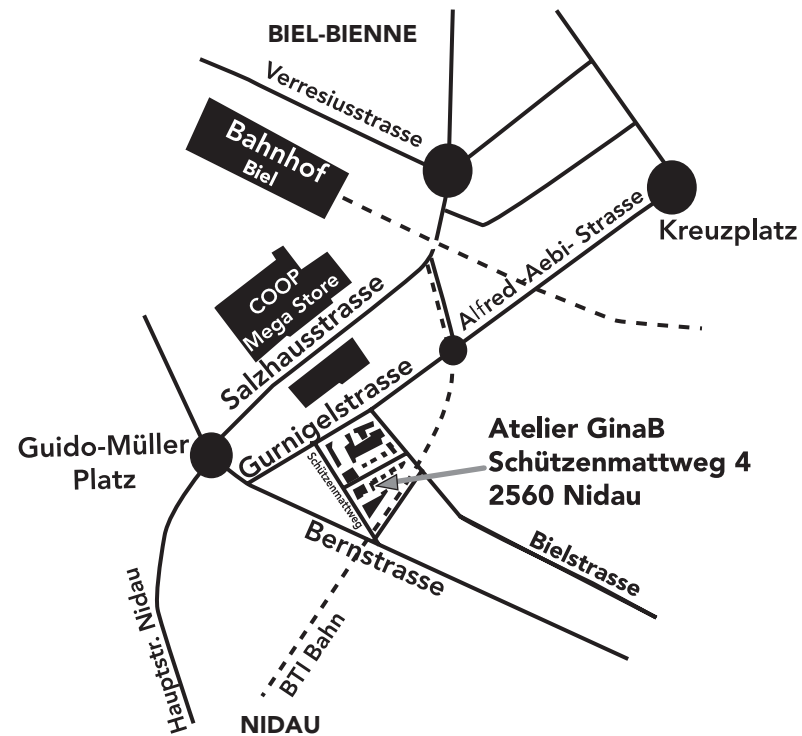 BIEL-BIENNE
Verresiusstrasse
Bahnhof
Biel
Kreuzplatz
Alfred-Aebi- Strasse
COOP
Mega Store
Salzhausstrasse
Gurnigelstrasse
Guido-Müller
Platz
Atelier GinaB
Schützenmattweg 4
2560 Nidau
Schützenmattweg
Bernstrasse
Bielstrasse
Hauptstr. Nidau
BTI Bahn
NIDAU